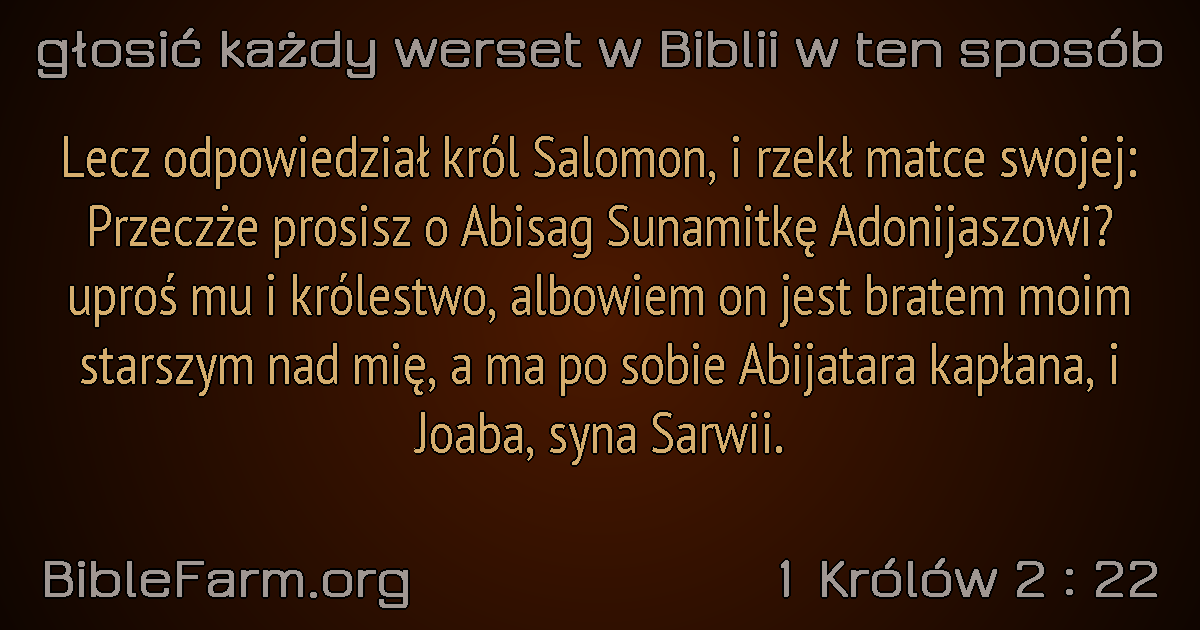 głosić każdy werset w Biblii w ten sposób
Lecz odpowiedział król Salomon, i rzekł matce swojej:
Przeczże prosisz o Abisag Sunamitkę Adonijaszowi?
uproś mu i królestwo, albowiem on jest bratem moim
starszym nad mię, a ma po sobie Abijatara kapłana, i
Joaba, syna Sarwii.
BibleFarm.org
1 Królów 2 : 22